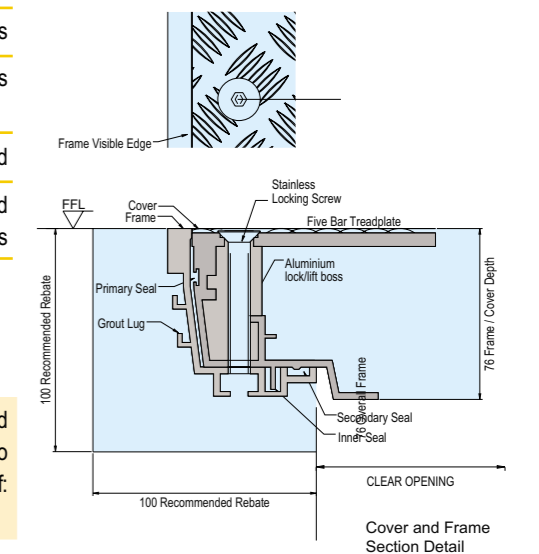 s
s
d
d
s
d
o
f:
Frame Visible Edge
FFL
Cover
Frame
Stainless
Locking Screw
Five Bar Treadplate
Aluminium
lock/lift boss
Primary Seal
Grout Lug
100 Recommended Rebate
76 Frame / Cover Depth
76 Overall Frame
Secondary Seal
Inner Seal
CLEAR OPENING
100 Recommended Rebate
Cover and Frame
Section Detail